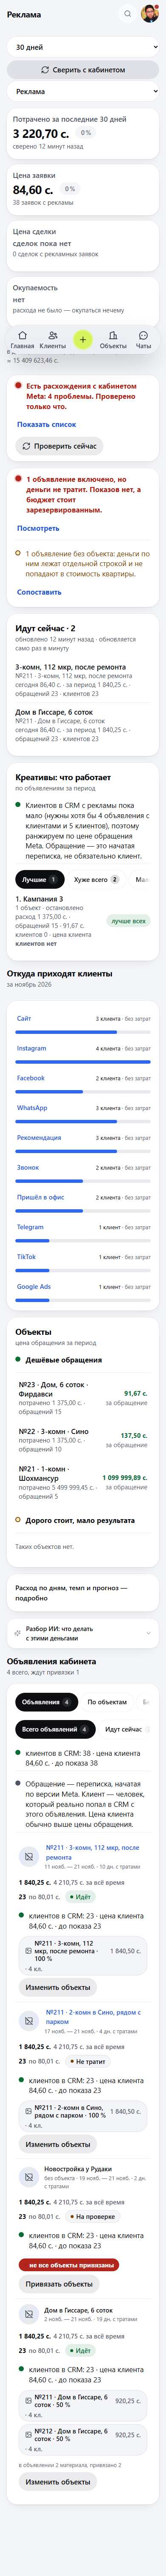 Реклама
30 дней
Сверить с кабинетом
Реклама
Потрачено за последние 30 дней
3 220,70 с. 0 %
сверено 12 минут назад
Цена заявки
84,60 с. 0 %
38 заявок с рекламы
Цена сделки
сделок пока нет
0 сделок с рекламных заявок
Окупаемость
нет
расхода не было — окупаться нечему
Главная
Клиенты
+
Объекты
Чаты
≈ 15 409 623,46 с.
Есть расхождения с кабинетом
Meta: 4 проблемы. Проверено
только что.
Показать список
Проверить сейчас
1 объявление включено, но
деньги не тратит. Показов нет, а
бюджет стоит
зарезервированным.
Посмотреть
1 объявление без объекта: деньги по
ним лежат отдельной строкой и не
попадают в стоимость квартиры.
Сопоставить
Идут сейчас · 2
обновлено 12 минут назад · обновляется
само раз в минуту
3-комн, 112 мкр, после ремонта
№211 · 3-комн, 112 мкр, после ремонта
сегодня 86,40 с. · за период 1 840,25 с. ·
обращений 23 · клиентов 23
Дом в Гиссаре, 6 соток
№211 · Дом в Гиссаре, 6 соток
сегодня 86,40 с. · за период 1 840,25 с. ·
обращений 23 · клиентов 23
Креативы: что работает
по объявлениям за период
Клиентов в CRM с рекламы пока
мало (нужно хотя бы 4 объявления с
клиентами и 5 клиентов), поэтому
ранжируется по цене обращения
Meta. Обращение — это начатая
переписка, не обязательно клиент.
Лучшие 1
Хуже всего 2
1. Кампания 3
1 объект · остановлено
расход 1 375,00 с. ·
обращений 15 · 91,67 с.
клиентов 0 · цена клиента
клиентов нет
лучше всех
Откуда приходят клиенты
за ноябрь 2026
Сайт 3 клиента · без затрат
Instagram 4 клиента · без затрат
Facebook 2 клиента · без затрат
WhatsApp 3 клиента · без затрат
Рекомендация 3 клиента · без затрат
Звонок 2 клиента · без затрат
Пришёл в офис 2 клиента · без затрат
Telegram 1 клиент · без затрат
TikTok 1 клиент · без затрат
Google Ads 1 клиент · без затрат
Объекты
цена обращения за период
Дешёвые обращения
№23 · Дом, 6 соток ·
Фирдавси
потрачено 1 375,00 с. ·
обращений 15
91,67 с.
за обращение
№22 · 3-комн · Сино
потрачено 1 375,00 с. ·
обращений 10
137,50 с.
за обращение
№21 · 1-комн ·
Шохмансур
потрачено 5 499 999,45 с. ·
обращений 5
1 099 999,89 с.
за обращение
Дорого стоит, мало результата
Таких объектов нет.
Расход по дням, темп и прогноз —
подробно
Разбор ИИ: что делать
с этими деньгами
Объявления кабинета
4 всего, ждут привязки 1
Объявления 4
По объектам
Всего объявлений 4
Идут сейчас
клиентов в CRM: 38 · цена клиента
84,60 с. · до показа 38
Обращение — переписка, начатая
по версии Meta. Клиент — человек,
который реально попал в CRM с
этого объявления. Цена клиента
обычно выше цены обращения.
№211 · 3-комн, 112 мкр, после
ремонта
11 нояб. — 21 нояб. · 10 дн. с тратами
1 840,25 с. 4 210,75 с. за всё время
23 по 80,01 с. Идёт
клиентов в CRM: 23 · цена клиента
84,60 с. · до показа 23
№211 · 3-комн, 112
мкр, после ремонта ·
100 %
1 840,50 с.
· 4 кл.
Изменить объекты
№211 · 2-комн в Сино, рядом с
парком
17 нояб. — 21 нояб. · 4 дн. с тратами
1 840,25 с. 4 210,75 с. за всё время
23 по 80,01 с. Не тратит
клиентов в CRM: 23 · цена клиента
84,60 с. · до показа 23
№211 · 2-комн в Сино,
рядом с парком · 100 %
1 840,50 с.
· 4 кл.
Изменить объекты
Новостройка у Рудаки
без объекта · 19 нояб. — 21 нояб. · 2 дн.
с тратами
1 840,25 с. 4 210,75 с. за всё время
23 по 80,01 с. На проверке
клиентов в CRM: 23 · цена клиента
84,60 с. · до показа 23
не все объекты привязаны
Привязать объекты
Дом в Гиссаре, 6 соток
2 нояб. — 21 нояб. · 19 дн. с тратами
1 840,25 с. 4 210,75 с. за всё время
23 по 80,01 с. Идёт
клиентов в CRM: 23 · цена клиента
84,60 с. · до показа 23
№211 · Дом в Гиссаре, 6
соток · 50 %
920,25 с.
· 4 кл.
№212 · Дом в Гиссаре, 6
соток · 50 %
920,25 с.
· 4 кл.
в объявлении 2 материала, привязано 2
Изменить объекты